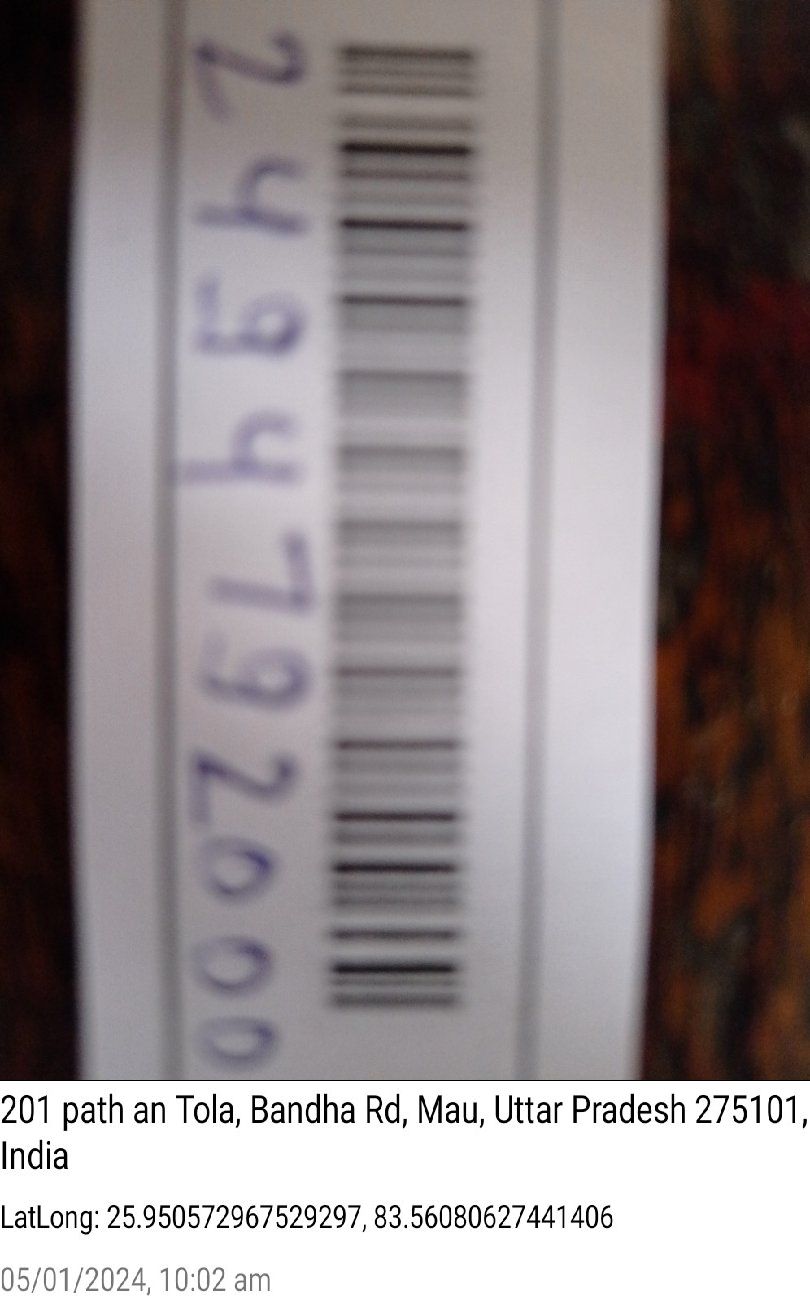 2494792000
201 path an Tola, Bandha Rd, Mau, Uttar Pradesh 275101,
India
LatLong: 25.950572967529297, 83.56080627441406
05/01/2024, 10:02 am